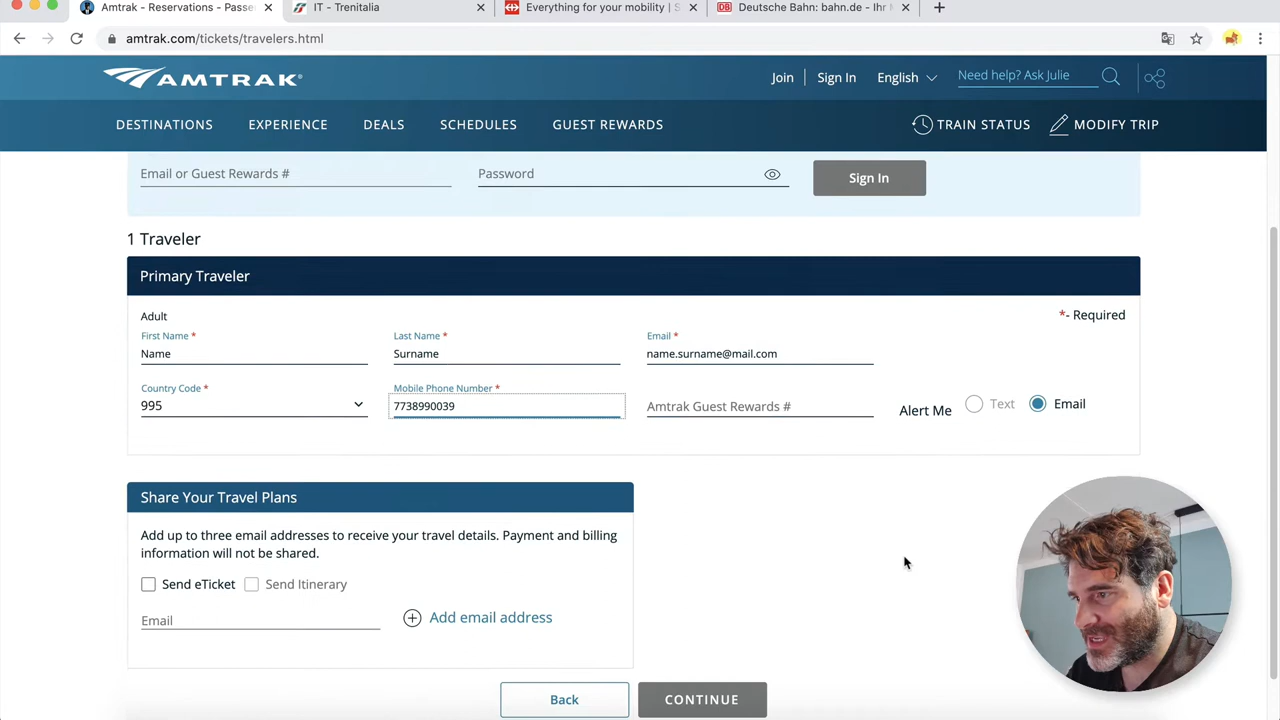 Amtrak - Reservations - Passe
IT - Trenitalia
Everything for your mobility | S
Deutsche Bahn: bahn.de - Ihr M
amtrak.com/tickets/travelers.html
AMTRAK
Join
Sign In
English
Need help? Ask Julie
DESTINATIONS
EXPERIENCE
DEALS
SCHEDULES
GUEST REWARDS
TRAIN STATUS
MODIFY TRIP
Email or Guest Rewards #
Password
Sign In
1 Traveler
Primary Traveler
Adult
*- Required
First Name *
Last Name *
Email *
Name
Surname
name.surname@mail.com
Country Code *
Mobile Phone Number *
995
7738990039
Amtrak Guest Rewards #
Alert Me
Text
Email
Share Your Travel Plans
Add up to three email addresses to receive your travel details. Payment and billing
information will not be shared.
Send eTicket
Send Itinerary
Email
Add email address
Back
CONTINUE